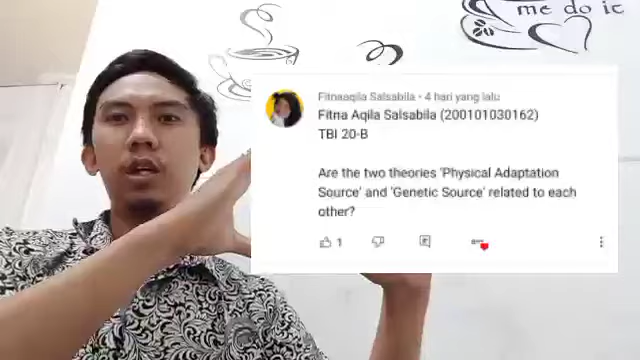 me do it
Fitnaaqila Salsabila • 4 hari yang lalu
Fitna Aqila Salsabila (200101030162)
TBI 20-B
Are the two theories 'Physical Adaptation
Source' and 'Genetic Source' related to each
other?
1